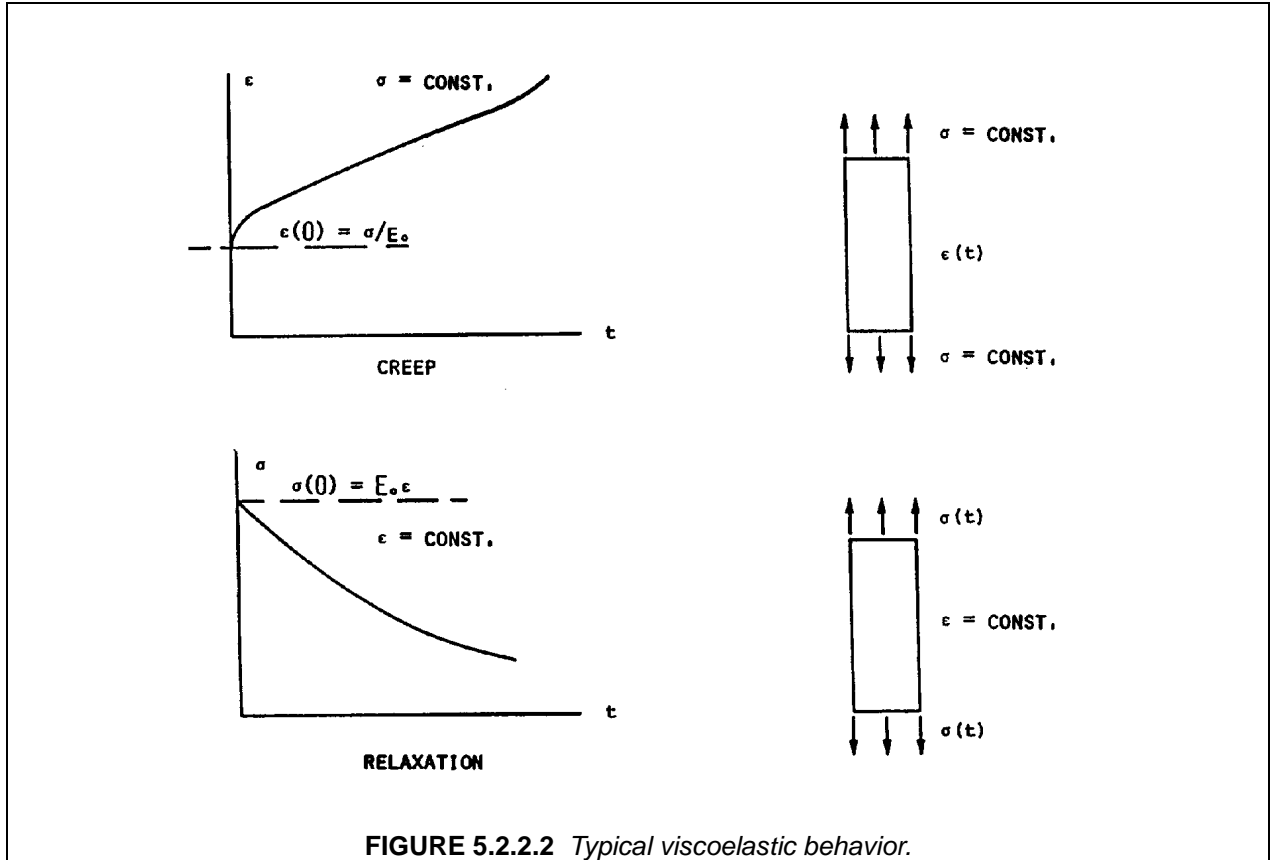 ε
σ = CONST.
ε(0) = σ/E₀
t
CREEP
σ = CONST.
ε(t)
σ = CONST.
σ
σ(0) = E₀ε
ε = CONST.
t
RELAXATION
σ(t)
ε = CONST.
σ(t)
FIGURE 5.2.2.2 Typical viscoelastic behavior.